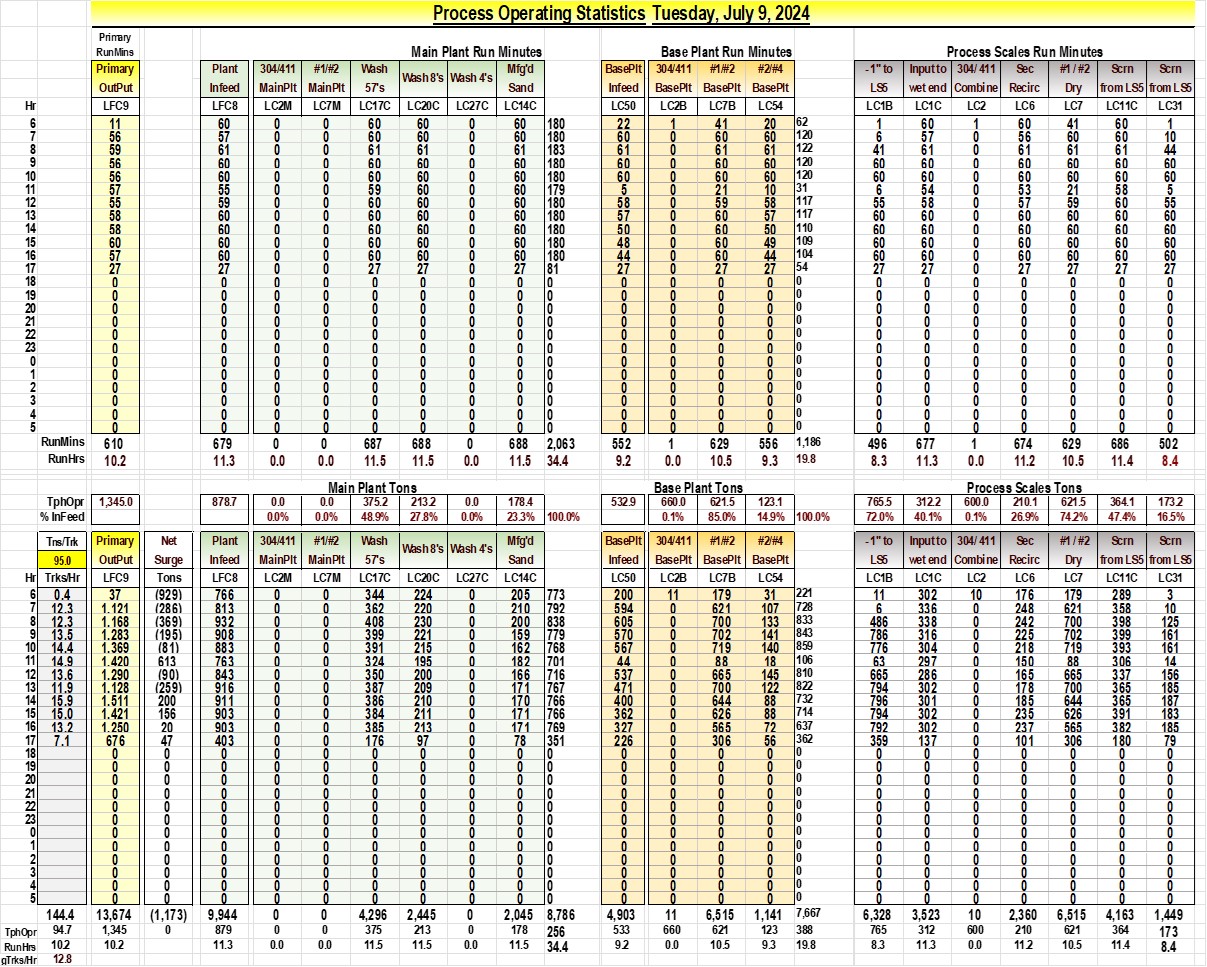 Process Operating Statistics Tuesday, July 9, 2024
Primary
RunMins Main Plant Run Minutes Base Plant Run Minutes Process Scales Run Minutes
Primary Plant 304/411 #1/#2 Wash Wash 8's Wash 4's Mfg'd BasePlt 304/411 #1/#2 #2/#4 -1" to Input to 304/ 411 Sec #1 / #2 Scrn Scrn
OutPut Infeed MainPlt MainPlt 57's Sand Infeed BasePlt BasePlt BasePlt LS5 wet end Combine Recirc Dry from LS5 from LS5
Hr LFC9 LFC8 LC2M LC7M LC17C LC20C LC27C LC14C LC50 LC2B LC7B LC54 LC1B LC1C LC2 LC6 LC7 LC11C LC31
6 11 60 0 0 60 60 0 60 180 22 1 41 20 62 1 60 1 60 41 60 1
7 56 57 0 0 60 60 0 60 180 60 0 60 60 120 6 57 0 56 60 60 10
8 59 61 0 0 61 61 0 61 183 61 0 61 61 122 41 61 0 61 61 61 44
9 56 60 0 0 60 60 0 60 180 60 0 60 60 120 60 60 0 60 60 60 60
10 56 60 0 0 60 60 0 60 180 60 0 60 60 120 60 60 0 60 60 60 60
11 57 55 0 0 59 60 0 60 179 5 0 21 10 31 6 54 0 53 21 58 5
12 55 59 0 0 60 60 0 60 180 58 0 59 58 117 55 58 0 57 59 60 55
13 58 60 0 0 60 60 0 60 180 57 0 60 57 117 60 60 0 60 60 60 60
14 58 60 0 0 60 60 0 60 180 50 0 60 50 110 60 60 0 60 60 60 60
15 60 60 0 0 60 60 0 60 180 48 0 60 49 109 60 60 0 60 60 60 60
16 57 60 0 0 60 60 0 60 180 44 0 60 44 104 60 60 0 60 60 60 60
17 27 27 0 0 27 27 0 27 81 27 0 27 27 54 27 27 0 27 27 27 27
18 0 0 0 0 0 0 0 0 0 0 0 0 0 0 0 0 0 0 0 0 0
19 0 0 0 0 0 0 0 0 0 0 0 0 0 0 0 0 0 0 0 0 0
20 0 0 0 0 0 0 0 0 0 0 0 0 0 0 0 0 0 0 0 0 0
21 0 0 0 0 0 0 0 0 0 0 0 0 0 0 0 0 0 0 0 0 0
22 0 0 0 0 0 0 0 0 0 0 0 0 0 0 0 0 0 0 0 0 0
23 0 0 0 0 0 0 0 0 0 0 0 0 0 0 0 0 0 0 0 0 0
0 0 0 0 0 0 0 0 0 0 0 0 0 0 0 0 0 0 0 0 0 0
1 0 0 0 0 0 0 0 0 0 0 0 0 0 0 0 0 0 0 0 0 0
2 0 0 0 0 0 0 0 0 0 0 0 0 0 0 0 0 0 0 0 0 0
3 0 0 0 0 0 0 0 0 0 0 0 0 0 0 0 0 0 0 0 0 0
4 0 0 0 0 0 0 0 0 0 0 0 0 0 0 0 0 0 0 0 0 0
5 0 0 0 0 0 0 0 0 0 0 0 0 0 0 0 0 0 0 0 0 0
RunMins 610 679 0 0 687 688 0 688 2,063 552 1 629 556 1,186 496 677 1 674 629 686 502
RunHrs 10.2 11.3 0.0 0.0 11.5 11.5 0.0 11.5 34.4 9.2 0.0 10.5 9.3 19.8 8.3 11.3 0.0 11.2 10.5 11.4 8.4
Main Plant Tons Base Plant Tons Process Scales Tons
TphOpr 1,345.0 878.7 0.0 0.0 375.2 213.2 0.0 178.4 532.9 660.0 621.5 123.1 765.5 312.2 600.0 210.1 621.5 364.1 173.2
% InFeed 0.0% 0.0% 48.9% 27.8% 0.0% 23.3% 100.0% 0.1% 85.0% 14.9% 100.0% 72.0% 40.1% 0.1% 26.9% 74.2% 47.4% 16.5%
Tns/Trk Primary Net Plant 304/411 #1/#2 Wash Wash 8's Wash 4's Mfg'd BasePlt 304/411 #1/#2 #2/#4 -1" to Input to 304/ 411 Sec #1 / #2 Scrn Scrn
95.0 OutPut Surge Infeed MainPlt MainPlt 57's Sand Infeed BasePlt BasePlt BasePlt LS5 wet end Combine Recirc Dry from LS5 from LS5
Hr Trks/Hr LFC9 Tons LFC8 LC2M LC7M LC17C LC20C LC27C LC14C LC50 LC2B LC7B LC54 LC1B LC1C LC2 LC6 LC7 LC11C LC31
6 0.4 37 (929) 766 0 0 344 224 0 205 773 200 11 179 31 221 11 302 10 176 179 289 3
7 12.3 1.121 (286) 813 0 0 362 220 0 210 792 594 0 621 107 728 6 336 0 248 621 358 10
8 12.3 1.168 (369) 932 0 0 408 230 0 200 838 605 0 700 133 833 486 338 0 242 700 398 125
9 13.5 1.283 (195) 908 0 0 399 221 0 159 779 570 0 702 141 843 786 316 0 225 702 399 161
10 14.4 1.369 (81) 883 0 0 391 215 0 162 768 567 0 719 140 859 776 304 0 218 719 393 161
11 14.9 1.420 613 763 0 0 324 195 0 182 701 44 0 88 18 106 63 297 0 150 88 306 14
12 13.6 1.290 (90) 843 0 0 350 200 0 166 716 537 0 665 145 810 665 286 0 165 665 337 156
13 11.9 1.128 (259) 916 0 0 387 209 0 171 767 471 0 700 122 822 794 302 0 178 700 365 185
14 15.9 1.511 200 911 0 0 386 210 0 170 766 400 0 644 88 732 796 301 0 185 644 365 187
15 15.0 1.421 156 903 0 0 384 211 0 171 766 362 0 626 88 714 794 302 0 235 626 391 183
16 13.2 1.250 20 903 0 0 385 213 0 171 769 327 0 565 72 637 792 302 0 237 565 382 185
17 7.1 676 47 403 0 0 176 97 0 78 351 226 0 306 56 362 359 137 0 101 306 180 79
18 0 0 0 0 0 0 0 0 0 0 0 0 0 0 0 0 0 0 0 0 0 0
19 0 0 0 0 0 0 0 0 0 0 0 0 0 0 0 0 0 0 0 0 0 0
20 0 0 0 0 0 0 0 0 0 0 0 0 0 0 0 0 0 0 0 0 0 0
21 0 0 0 0 0 0 0 0 0 0 0 0 0 0 0 0 0 0 0 0 0 0
22 0 0 0 0 0 0 0 0 0 0 0 0 0 0 0 0 0 0 0 0 0 0
23 0 0 0 0 0 0 0 0 0 0 0 0 0 0 0 0 0 0 0 0 0 0
0 0 0 0 0 0 0 0 0 0 0 0 0 0 0 0 0 0 0 0 0 0 0
1 0 0 0 0 0 0 0 0 0 0 0 0 0 0 0 0 0 0 0 0 0 0
2 0 0 0 0 0 0 0 0 0 0 0 0 0 0 0 0 0 0 0 0 0 0
3 0 0 0 0 0 0 0 0 0 0 0 0 0 0 0 0 0 0 0 0 0 0
4 0 0 0 0 0 0 0 0 0 0 0 0 0 0 0 0 0 0 0 0 0 0
5 0 0 0 0 0 0 0 0 0 0 0 0 0 0 0 0 0 0 0 0 0 0
144.4 13,674 (1,173) 9,944 0 0 4,296 2,445 0 2,045 8,786 4,903 11 6,515 1,141 7,667 6,328 3,523 10 2,360 6,515 4,163 1,449
TphOpr 94.7 1,345 0 879 0 0 375 213 0 178 256 533 660 621 123 388 765 312 600 210 621 364 173
RunHrs 10.2 10.2 11.3 0.0 0.0 11.5 11.5 0.0 11.5 34.4 9.2 0.0 10.5 9.3 19.8 8.3 11.3 0.0 11.2 10.5 11.4 8.4
gTrks/Hr 12.8